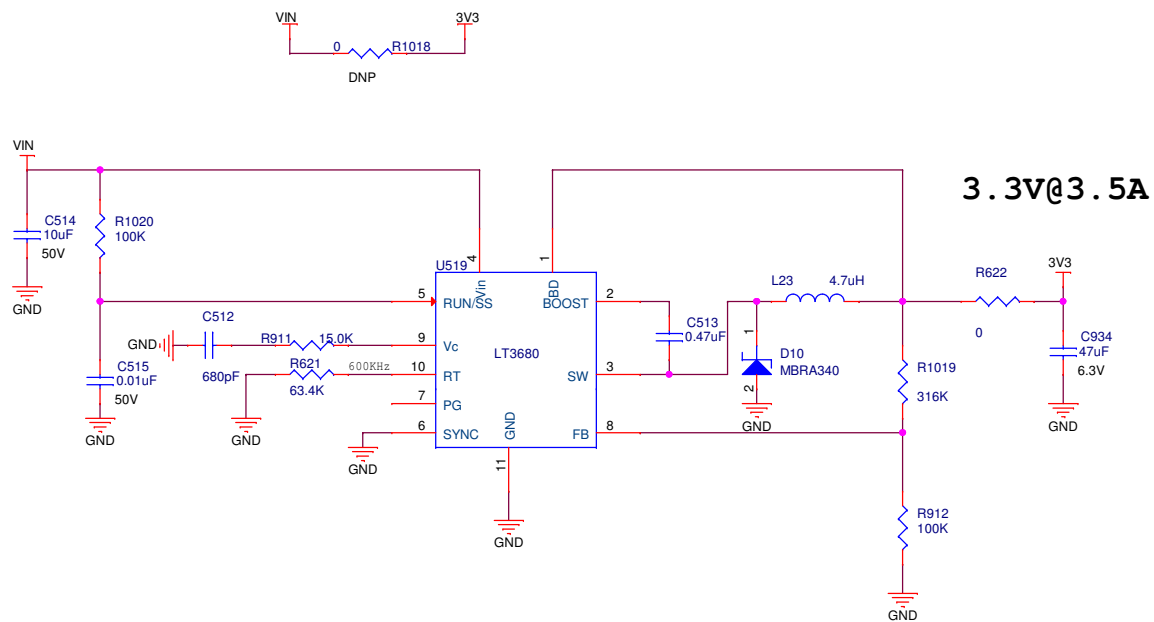 VIN
3V3
0
R1018
DNP
VIN
3.3V@3.5A
C514
10uF
50V
GND
R1020
100K
U519
4
Vin
1
BD
5
RUN/SS
BOOST
2
L23
4.7uH
R622
0
3V3
C934
47uF
6.3V
GND
C512
GND
680pF
R911
15.0K
9
Vc
LT3680
C513
0.47uF
1
D10
MBRA340
2
GND
C515
0.01uF
50V
GND
R621
63.4K
600KHz
10
RT
SW
3
R1019
316K
GND
7
PG
6
SYNC
GND
GND
11
GND
FB
8
R912
100K
GND